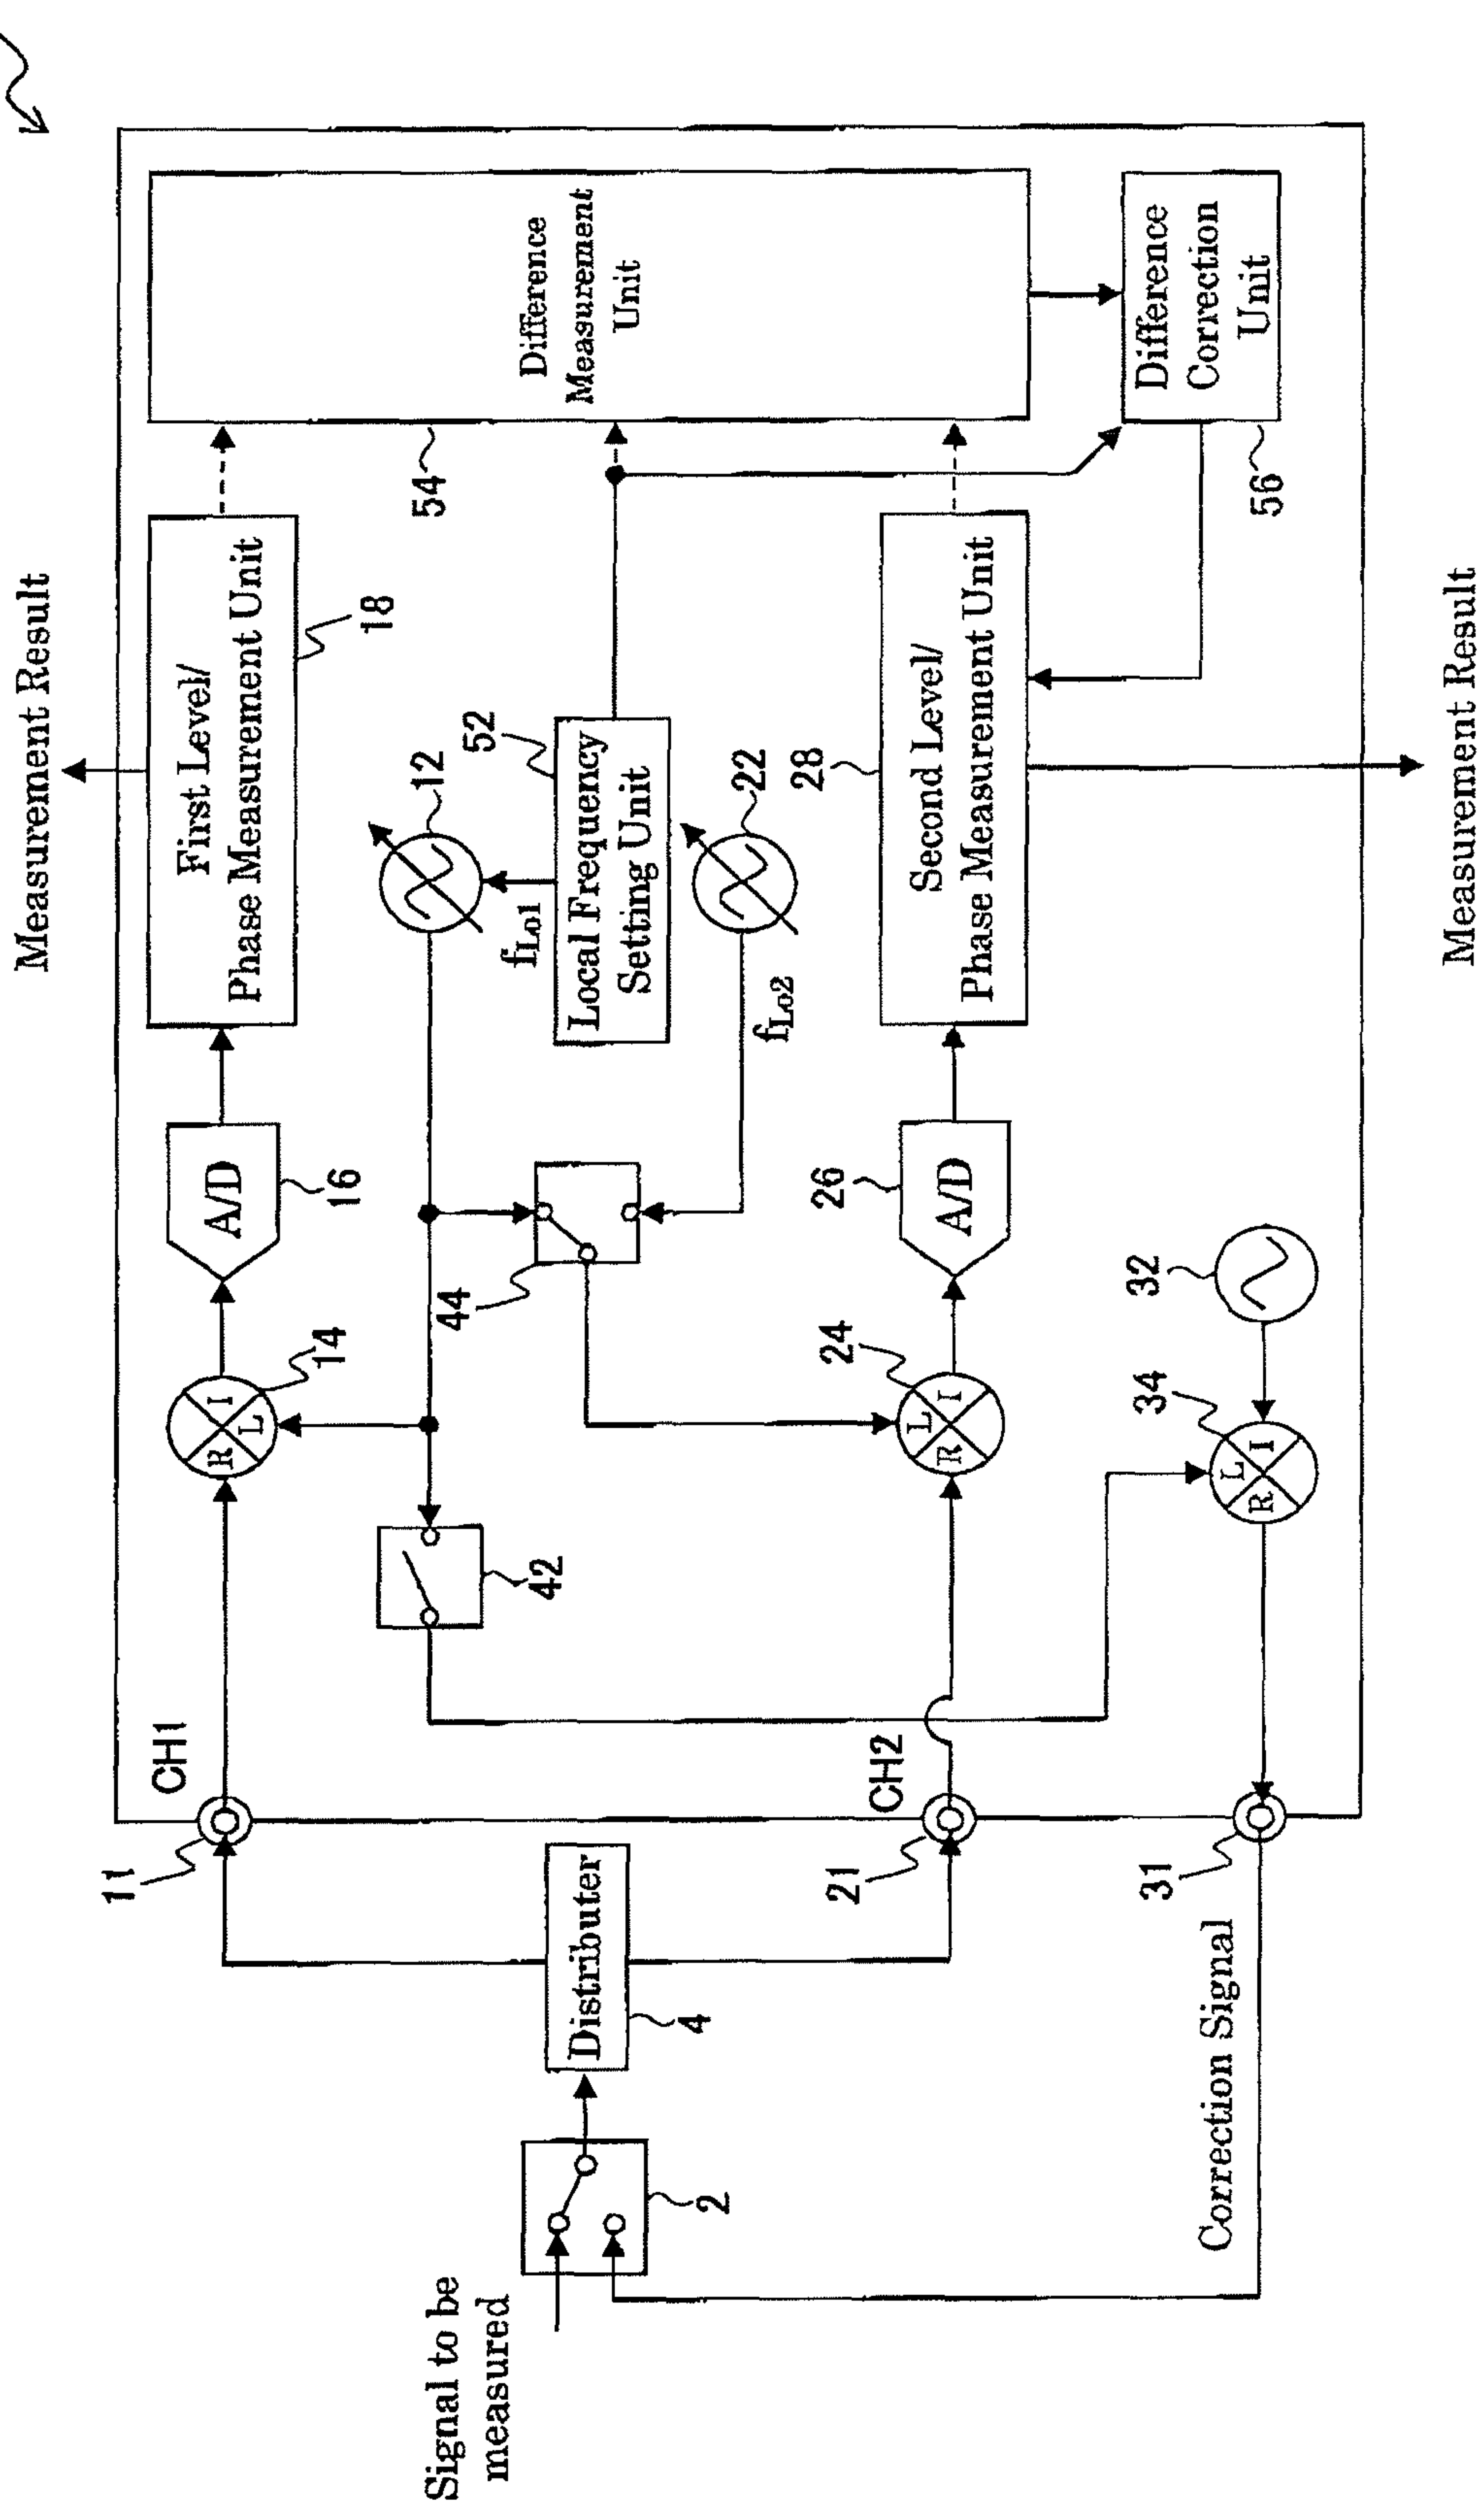 Signal to be
measured
2
Distributer
4
Correction Signal
11
CH1
21
CH2
31
42
R
I
L
14
A/D
16
First Level/
Phase Measurement Unit
18
Measurement Result
44
12
fLo1
52
Local Frequency
Setting Unit
22
fLo2
L
R
I
24
A/D
26
Second Level/
Phase Measurement Unit
28
Measurement Result
L
R
I
34
32
54
Difference
Measurement
Unit
56
Difference
Correction
Unit